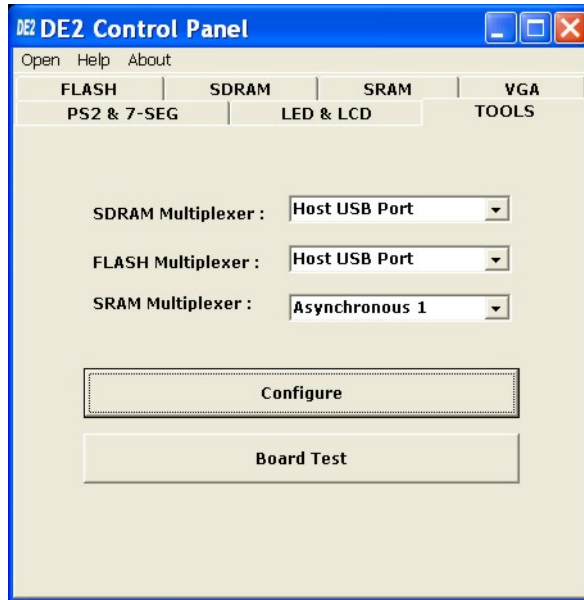 DE2 DE2 Control Panel
Open Help About
FLASH SDRAM SRAM VGA
PS2 & 7-SEG LED & LCD TOOLS
SDRAM Multiplexer : Host USB Port
FLASH Multiplexer : Host USB Port
SRAM Multiplexer : Asynchronous 1
Configure
Board Test